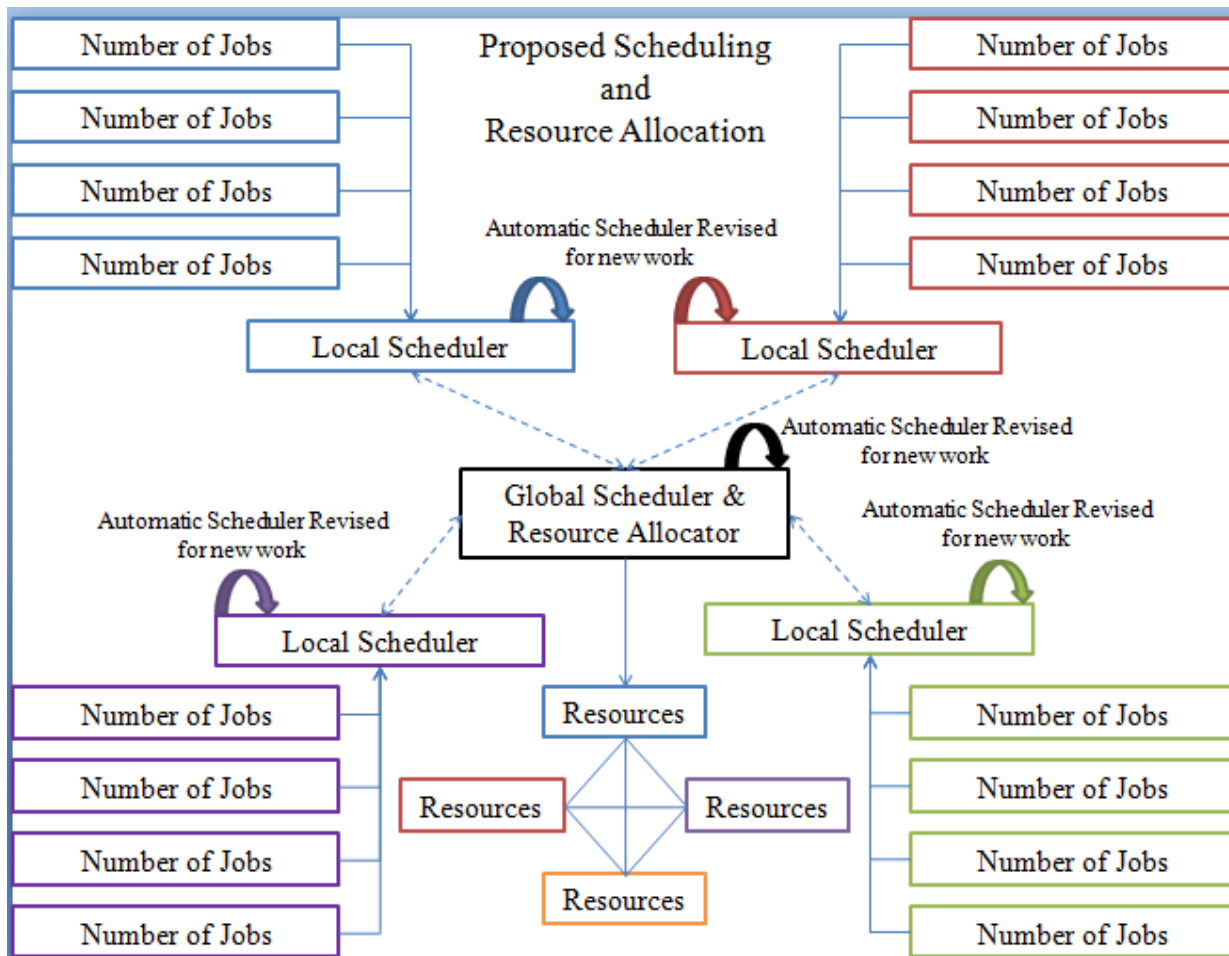 Number of Jobs
Number of Jobs
Number of Jobs
Number of Jobs
Proposed Scheduling
and
Resource Allocation
Number of Jobs
Number of Jobs
Number of Jobs
Number of Jobs
Automatic Scheduler Revised
for new work
Local Scheduler
Local Scheduler
Automatic Scheduler Revised
for new work
Global Scheduler &
Resource Allocator
Automatic Scheduler Revised
for new work
Automatic Scheduler Revised
for new work
Local Scheduler
Local Scheduler
Number of Jobs
Number of Jobs
Number of Jobs
Number of Jobs
Resources
Resources
Resources
Resources
Number of Jobs
Number of Jobs
Number of Jobs
Number of Jobs